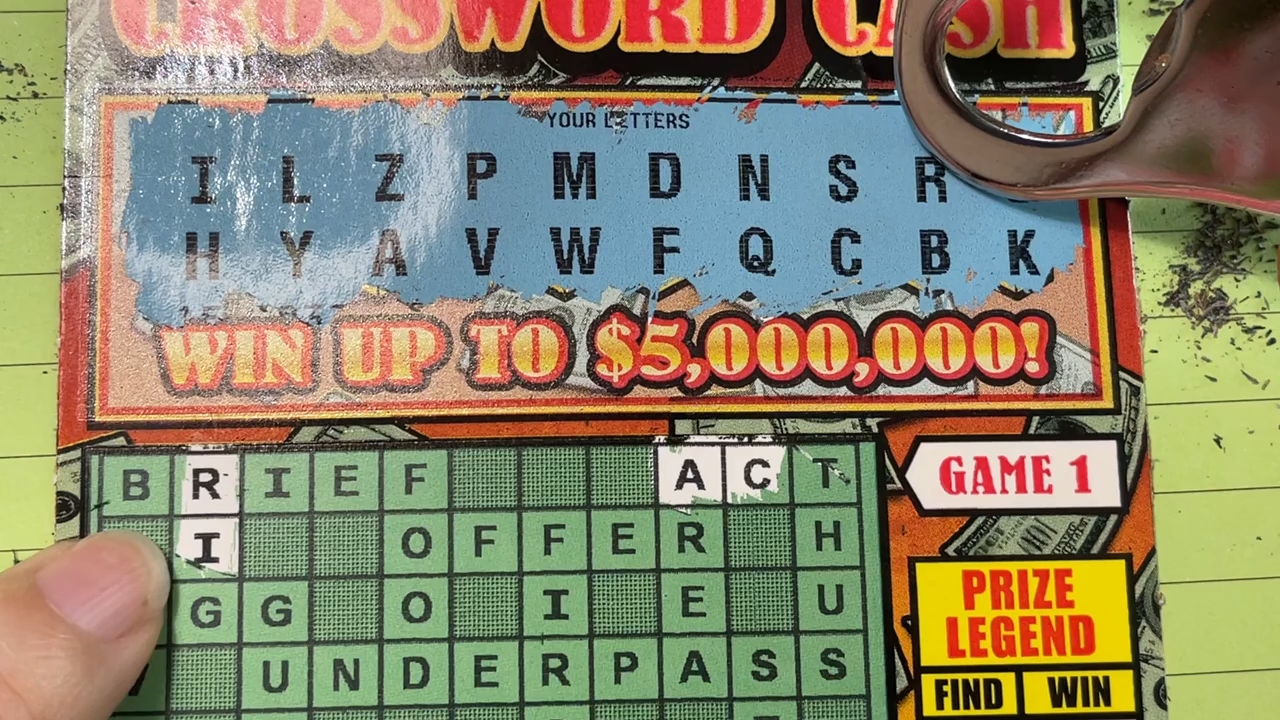 CROSSWORD CASH
YOUR LETTERS
I L Z P M D N S R
H Y A V W F Q C B K
WIN UP TO $5,000,000!
B R I E F A C T
I O F F E R H
G G O I E U
U N D E R P A S S
GAME 1
PRIZE
LEGEND
FIND WIN